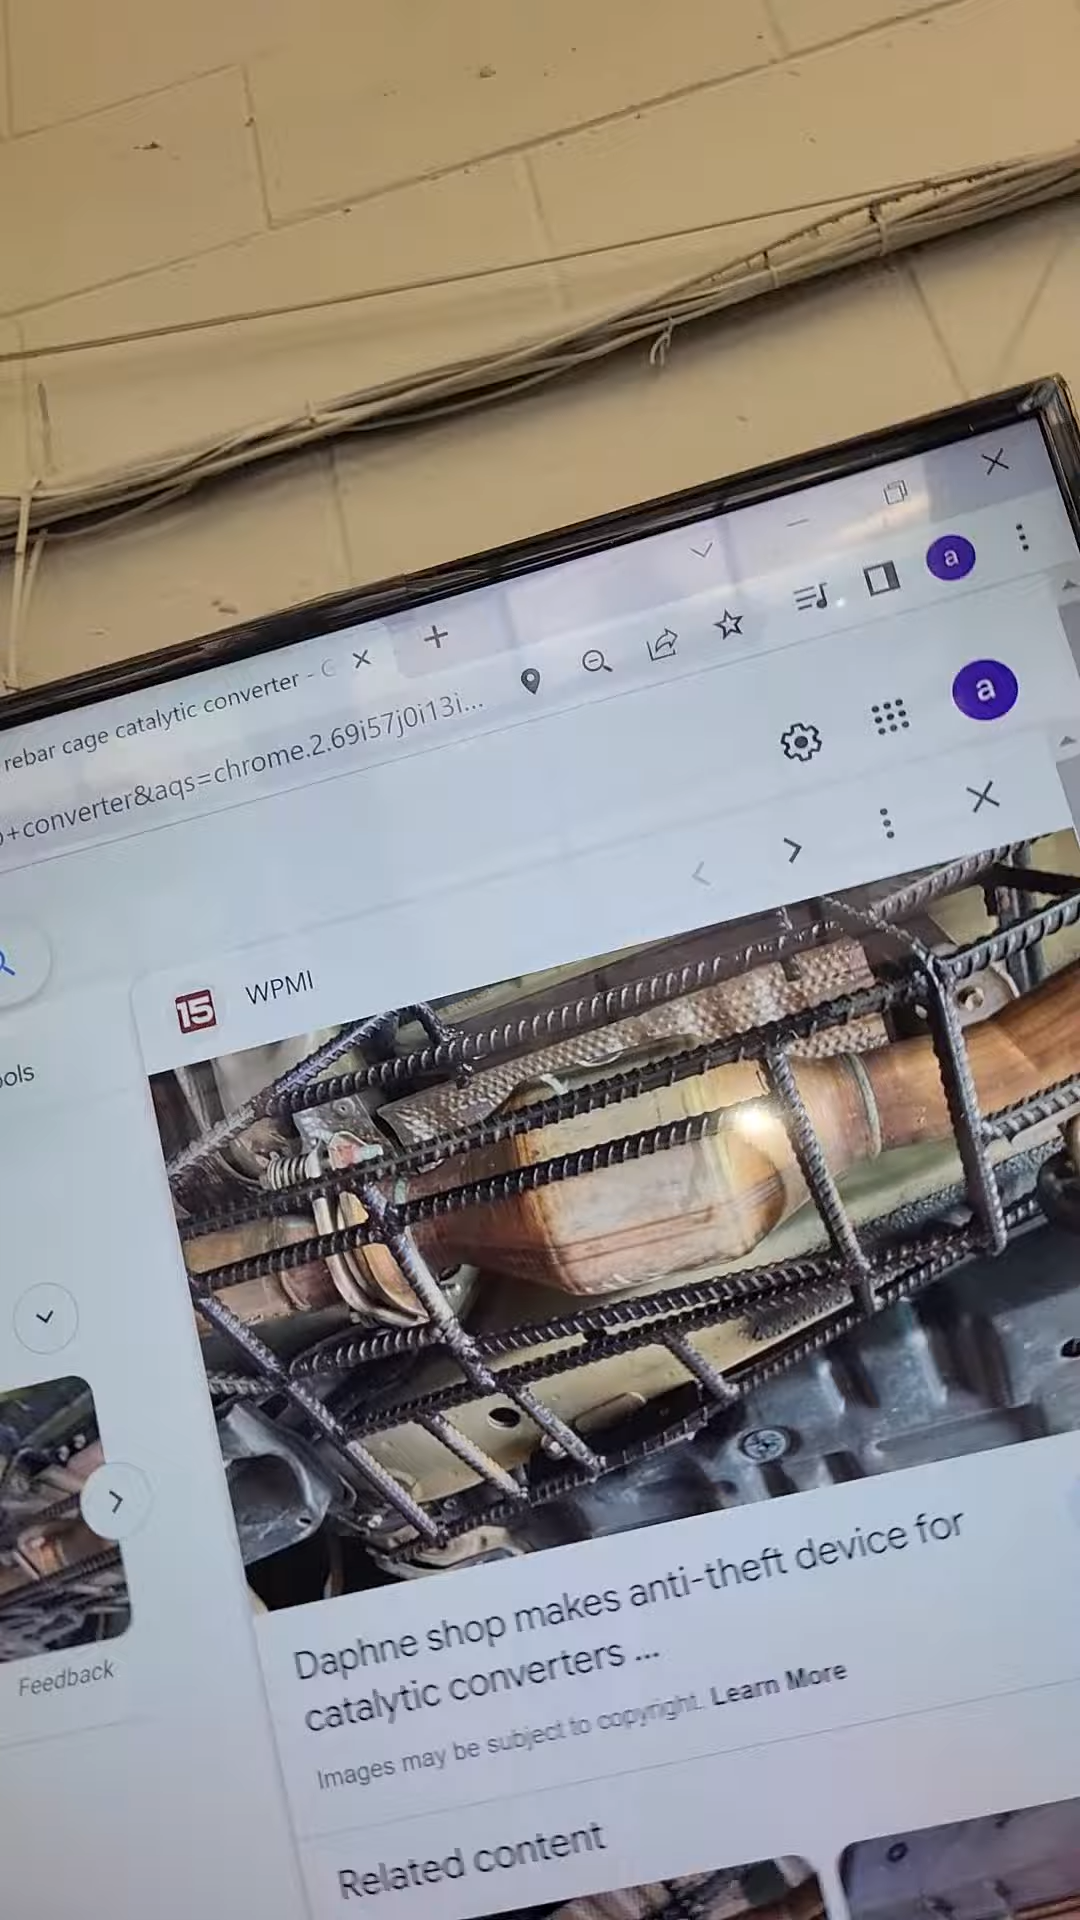 rebar cage catalytic converter - G
+converter&aqs=chrome.2.69i57j0i13i...
a
a
15 WPMI
ools
Feedback
Daphne shop makes anti-theft device for
catalytic converters ...
Images may be subject to copyright. Learn More
Related content